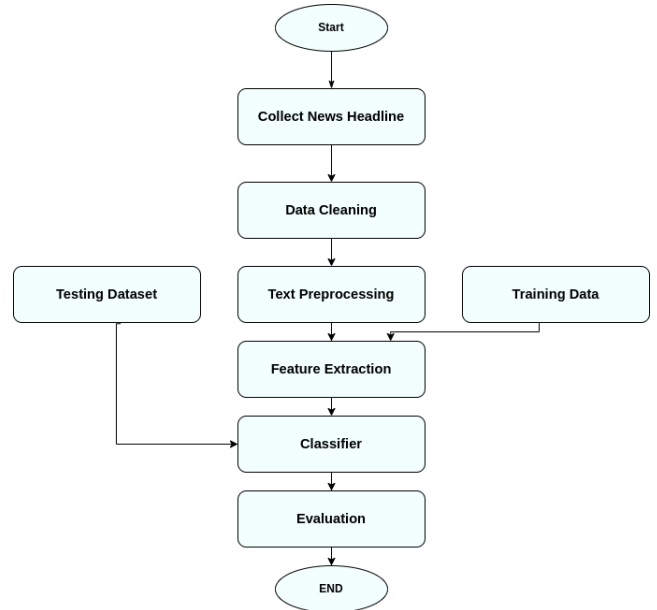 Start
Collect News Headline
Data Cleaning
Testing Dataset
Text Preprocessing
Training Data
Feature Extraction
Classifier
Evaluation
END